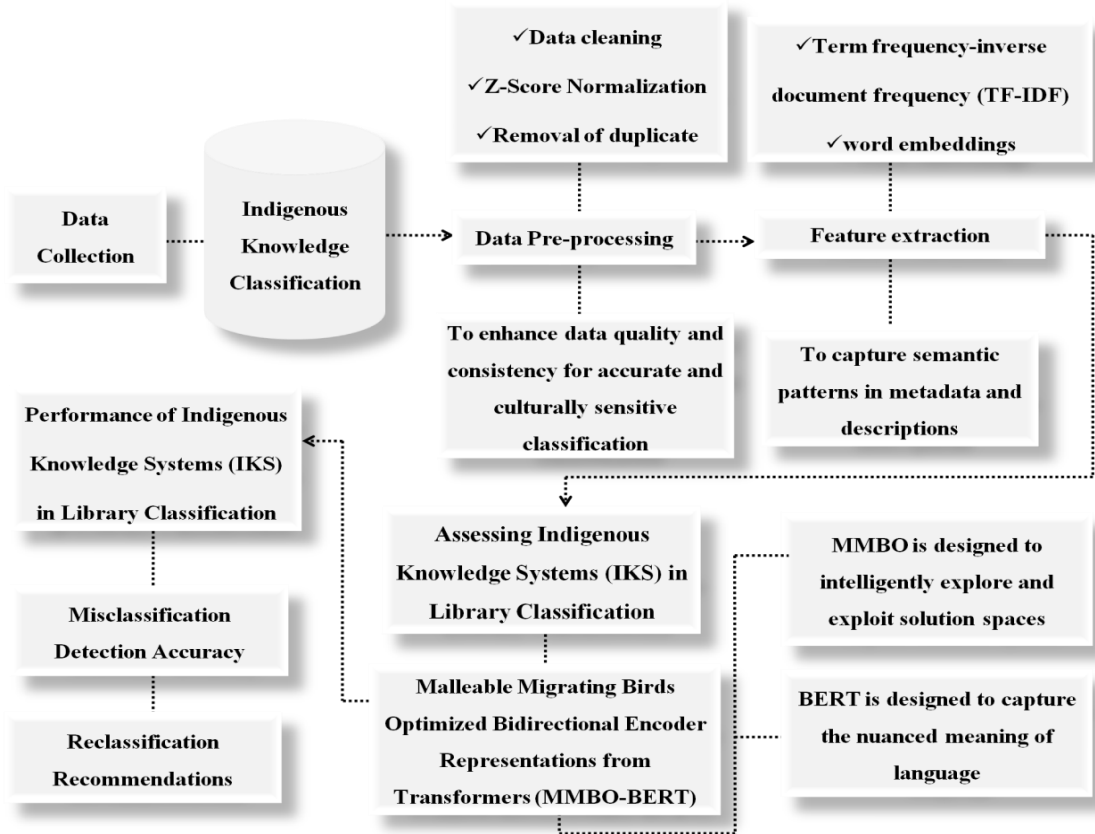 ✓Data cleaning
✓Z-Score Normalization
✓Removal of duplicate
✓Term frequency-inverse
document frequency (TF-IDF)
✓word embeddings
Data
Collection
Indigenous
Knowledge
Classification
Data Pre-processing
Feature extraction
To enhance data quality and
consistency for accurate and
culturally sensitive
classification
To capture semantic
patterns in metadata and
descriptions
Performance of Indigenous
Knowledge Systems (IKS)
in Library Classification
Assessing Indigenous
Knowledge Systems (IKS) in
Library Classification
MMBO is designed to
intelligently explore and
exploit solution spaces
Misclassification
Detection Accuracy
Malleable Migrating Birds
Optimized Bidirectional Encoder
Representations from
Transformers (MMBO-BERT)
BERT is designed to capture
the nuanced meaning of
language
Reclassification
Recommendations